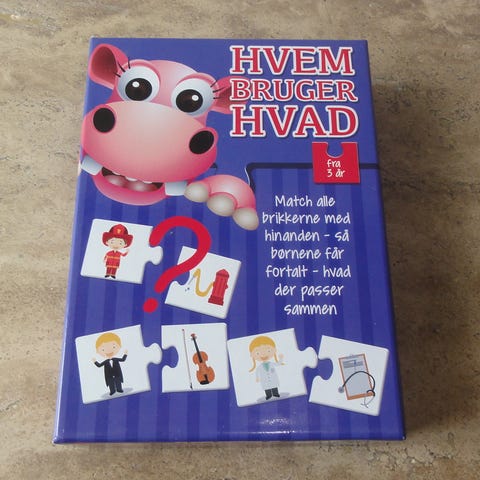 HVEM
BRUGER
HVAD
fra
3 år
Match alle
brikkerne med
hinanden - så
børnene får
fortalt - hvad
der passer
sammen
?